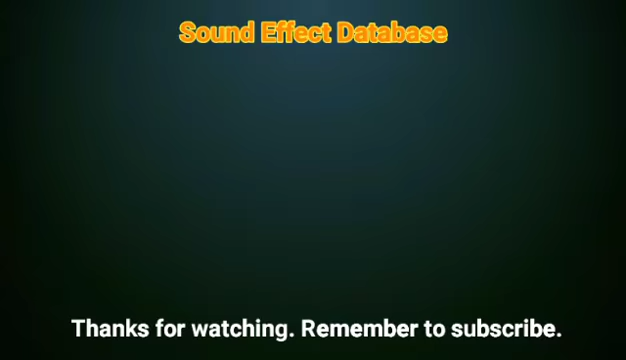 Sound Effect Database
Thanks for watching. Remember to subscribe.